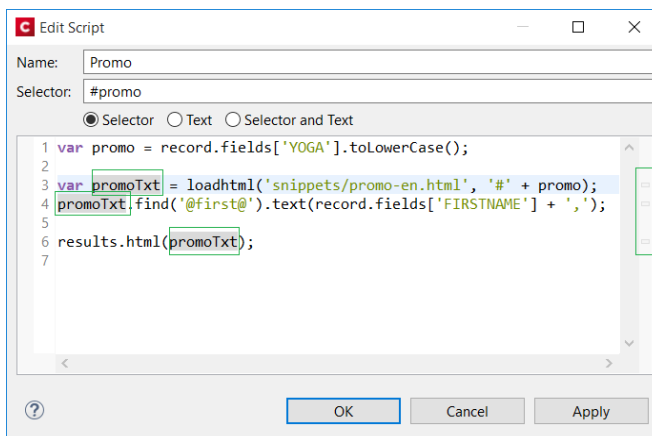 C Edit Script
Name: Promo
Selector: #promo
Selector Text Selector and Text
1 var promo = record.fields['YOGA'].toLowerCase();
2
3 var promoTxt = loadhtml('snippets/promo-en.html', '#' + promo);
4 promoTxt.find('@first@').text(record.fields['FIRSTNAME'] + ',');
5
6 results.html(promoTxt);
7
? OK Cancel Apply